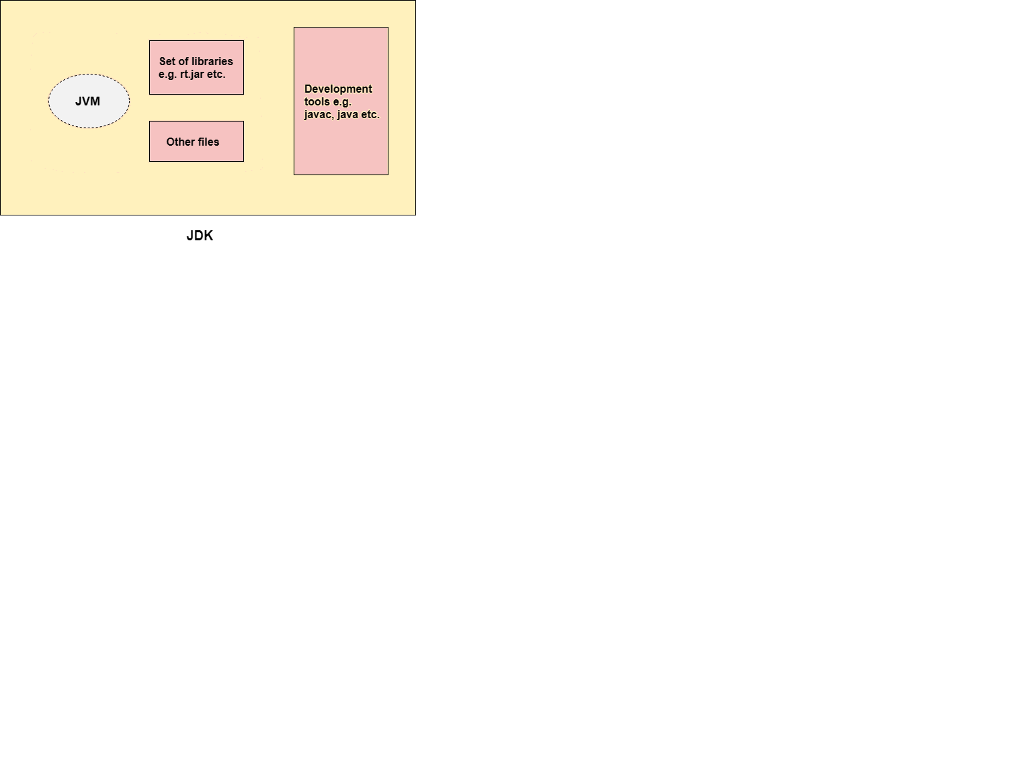 JVM
Set of libraries
e.g. rt.jar etc.
Other files
Development
tools e.g.
javac, java etc.
JDK